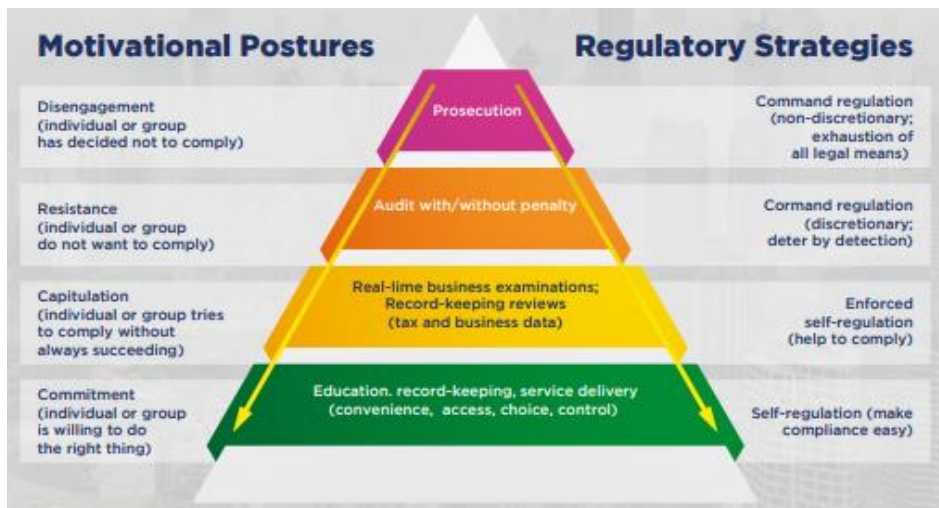 Motivational Postures
Regulatory Strategies
Disengagement
(individual or group
has decided not to comply)
Prosecution
Command regulation
(non-discretionary;
exhaustion of
all legal means)
Resistance
(individual or group
do not want to comply)
Audit with/without penalty
Cormand regulation
(discretionary;
deter by detection)
Capitulation
(individual or group tries
to comply without
always succeeding)
Real-lime business examinations;
Record-keeping reviews
(tax and business data)
Enforced
self-regulation
(help to comply)
Commitment
(individual or group
is willing to do
the right thing)
Education. record-keeping, service delivery
(convenience, access, choice, control)
Self-regulation (make
compliance easy)